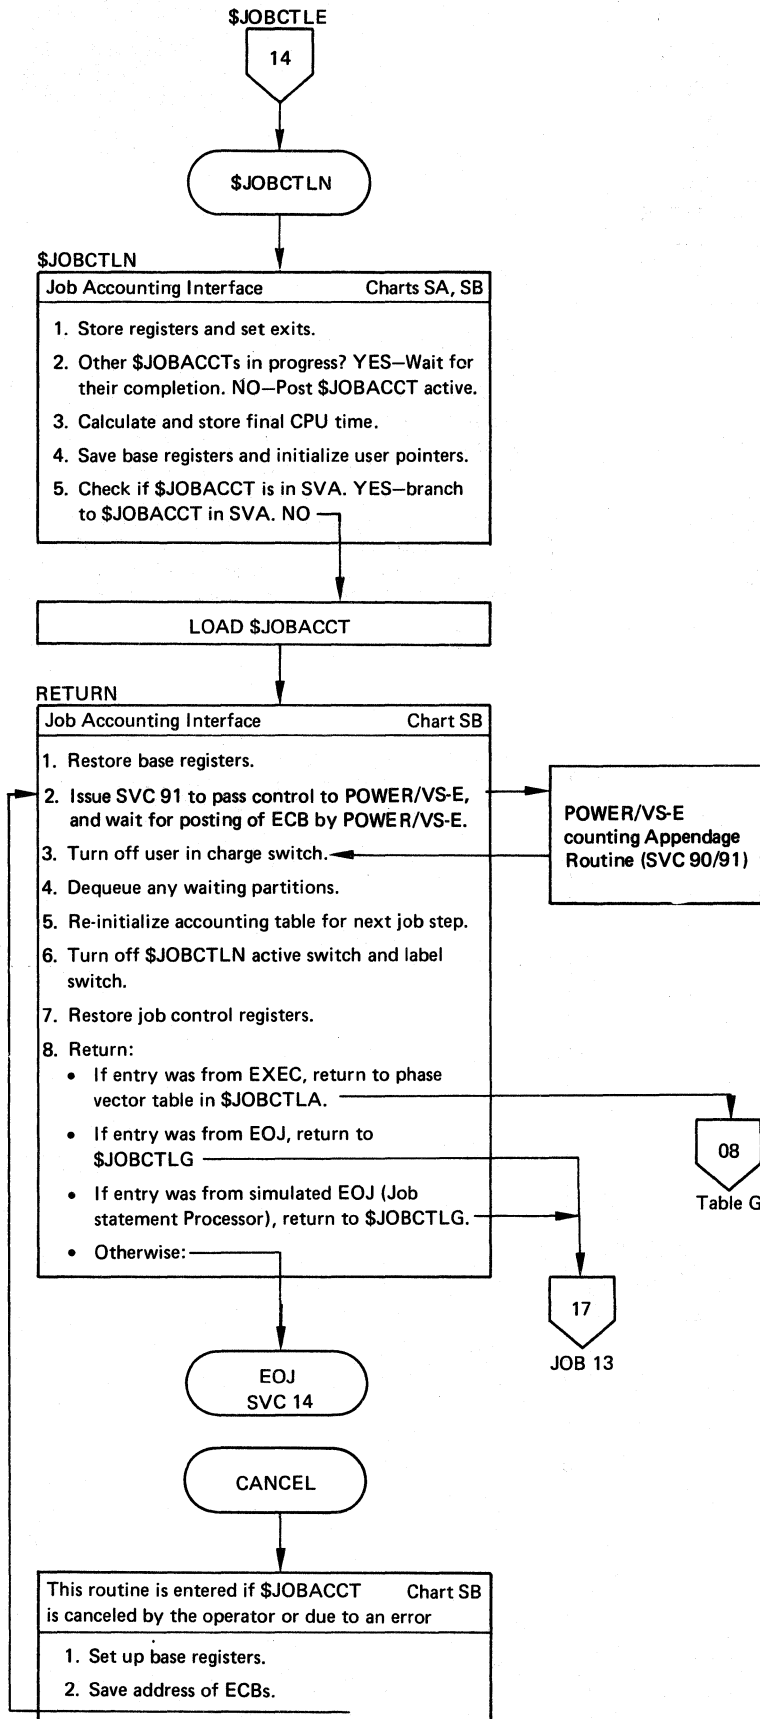 $JOBCTLE
14
$JOBCTLN
$JOBCTLN
Job Accounting Interface Charts SA, SB
1. Store registers and set exits.
2. Other $JOBACCTs in progress? YES—Wait for
their completion. NO—Post $JOBACCT active.
3. Calculate and store final CPU time.
4. Save base registers and initialize user pointers.
5. Check if $JOBACCT is in SVA. YES—branch
to $JOBACCT in SVA. NO
LOAD $JOBACCT
RETURN
Job Accounting Interface Chart SB
1. Restore base registers.
2. Issue SVC 91 to pass control to POWER/VS-E,
and wait for posting of ECB by POWER/VS-E.
3. Turn off user in charge switch.
4. Dequeue any waiting partitions.
5. Re-initialize accounting table for next job step.
6. Turn off $JOBCTLN active switch and label
switch.
7. Restore job control registers.
8. Return:
• If entry was from EXEC, return to phase
vector table in $JOBCTLA.
• If entry was from EOJ, return to
$JOBCTLG
• If entry was from simulated EOJ (Job
statement Processor), return to $JOBCTLG.
• Otherwise:
POWER/VS-E
counting Appendage
Routine (SVC 90/91)
08
Table G
17
JOB 13
EOJ
SVC 14
CANCEL
This routine is entered if $JOBACCT Chart SB
is canceled by the operator or due to an error
1. Set up base registers.
2. Save address of ECBs.